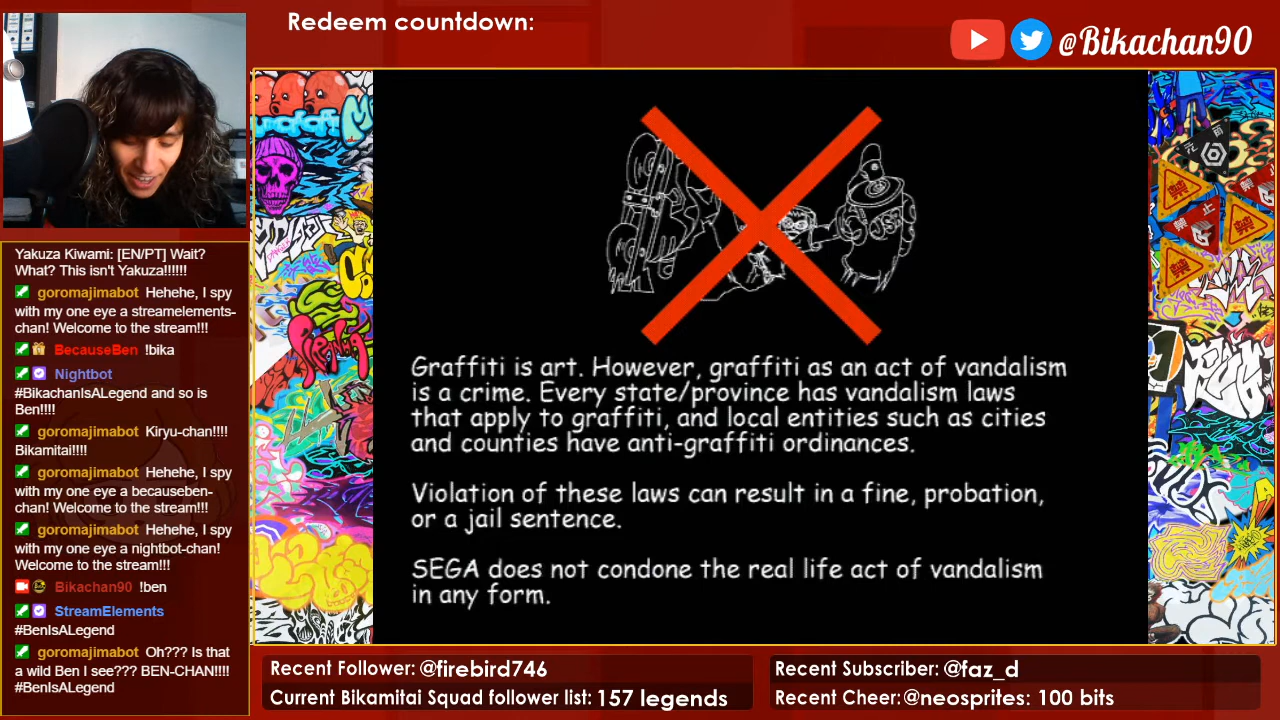 Redeem countdown:
@Bikachan90
Yakuza Kiwami: [EN/PT] Wait?
What? This isn't Yakuza!!!!!!
goromajimabot Hehehe, I spy
with my one eye a streamelements-
chan! Welcome to the stream!!!
BecauseBen !bika
Nightbot
#BikachanIsALegend and so is
Ben!!!!
goromajimabot Kiryu-chan!!!!
Bikamitai!!!!
goromajimabot Hehehe, I spy
with my one eye a becauseben-
chan! Welcome to the stream!!!
goromajimabot Hehehe, I spy
with my one eye a nightbot-chan!
Welcome to the stream!!!
Bikachan90 !ben
StreamElements
#BenIsALegend
goromajimabot Oh??? Is that
a wild Ben I see??? BEN-CHAN!!!!
#BenIsALegend
Graffiti is art. However, graffiti as an act of vandalism
is a crime. Every state/province has vandalism laws
that apply to graffiti, and local entities such as cities
and counties have anti-graffiti ordinances.
Violation of these laws can result in a fine, probation,
or a jail sentence.
SEGA does not condone the real life act of vandalism
in any form.
Recent Follower: @firebird746
Current Bikamitai Squad follower list: 157 legends
Recent Subscriber: @faz_d
Recent Cheer: @neosprites: 100 bits